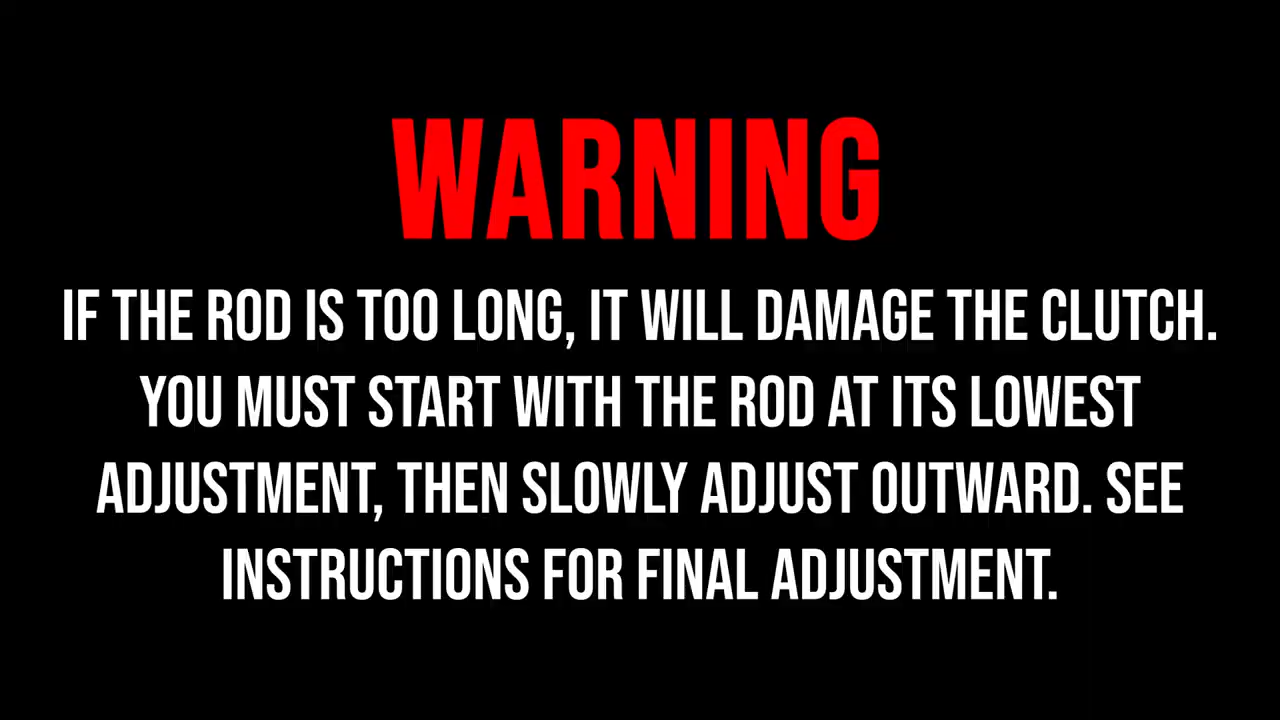 WARNING
IF THE ROD IS TOO LONG, IT WILL DAMAGE THE CLUTCH.
YOU MUST START WITH THE ROD AT ITS LOWEST
ADJUSTMENT, THEN SLOWLY ADJUST OUTWARD. SEE
INSTRUCTIONS FOR FINAL ADJUSTMENT.